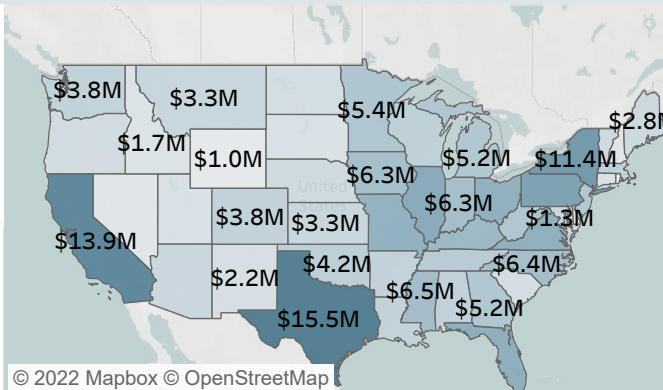 $3.8M
$3.3M
$5.4M
$2.8M
$1.7M
$1.0M
$5.2M
$11.4M
$6.3M
United
States
$6.3M
$3.8M
$3.3M
$1.3M
$13.9M
$4.2M
$6.4M
$2.2M
$6.5M
$5.2M
$15.5M
© 2022 Mapbox © OpenStreetMap